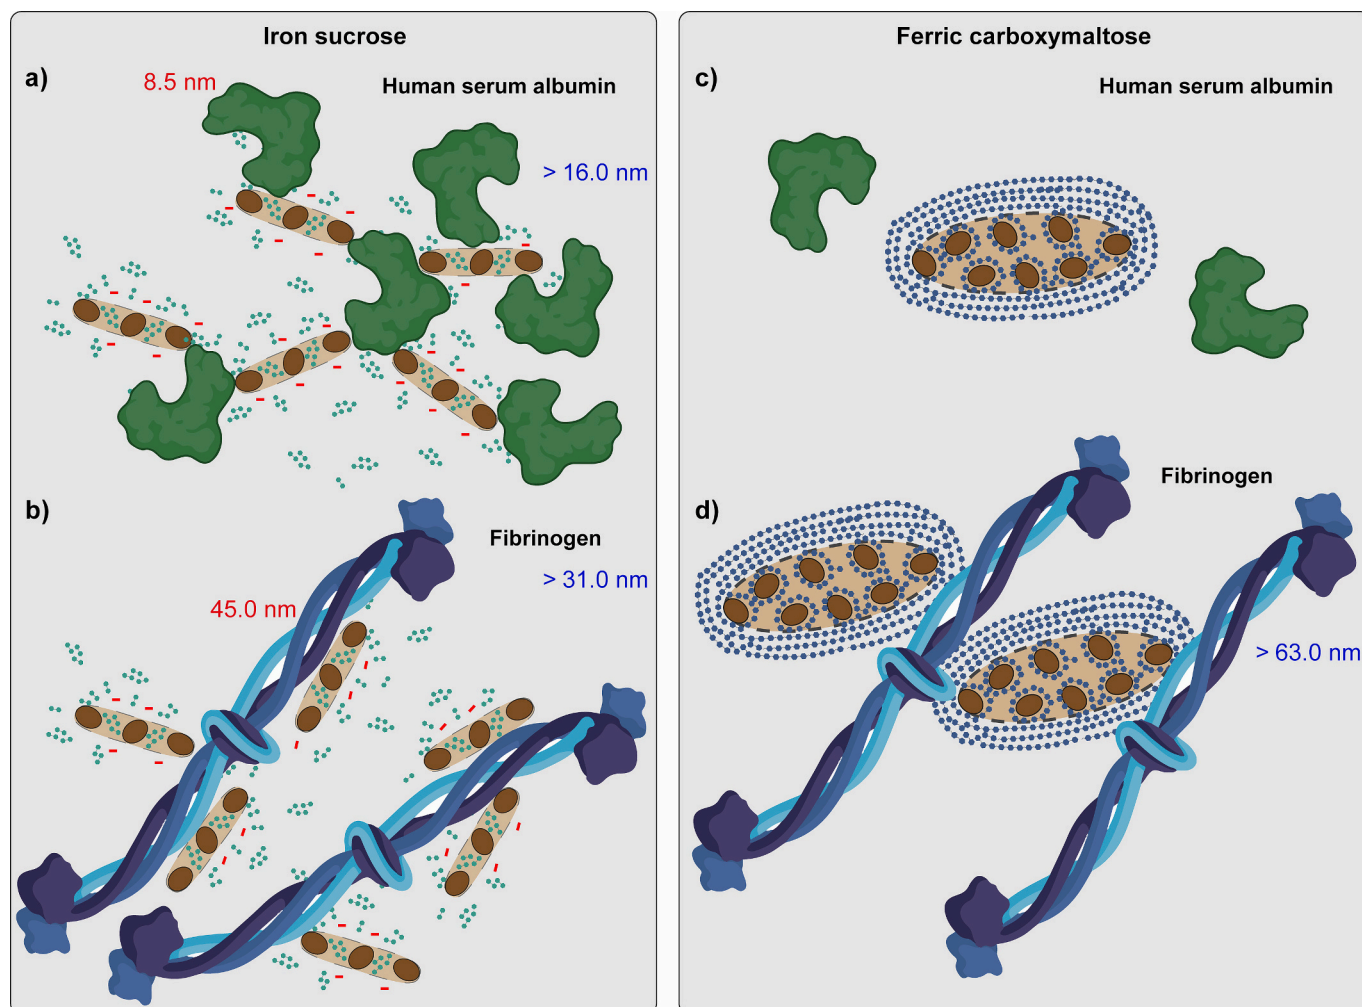 Iron sucrose
a)
8.5 nm
Human serum albumin
> 16.0 nm
b)
Fibrinogen
> 31.0 nm
45.0 nm
Ferric carboxymaltose
c)
Human serum albumin
Fibrinogen
d)
> 63.0 nm